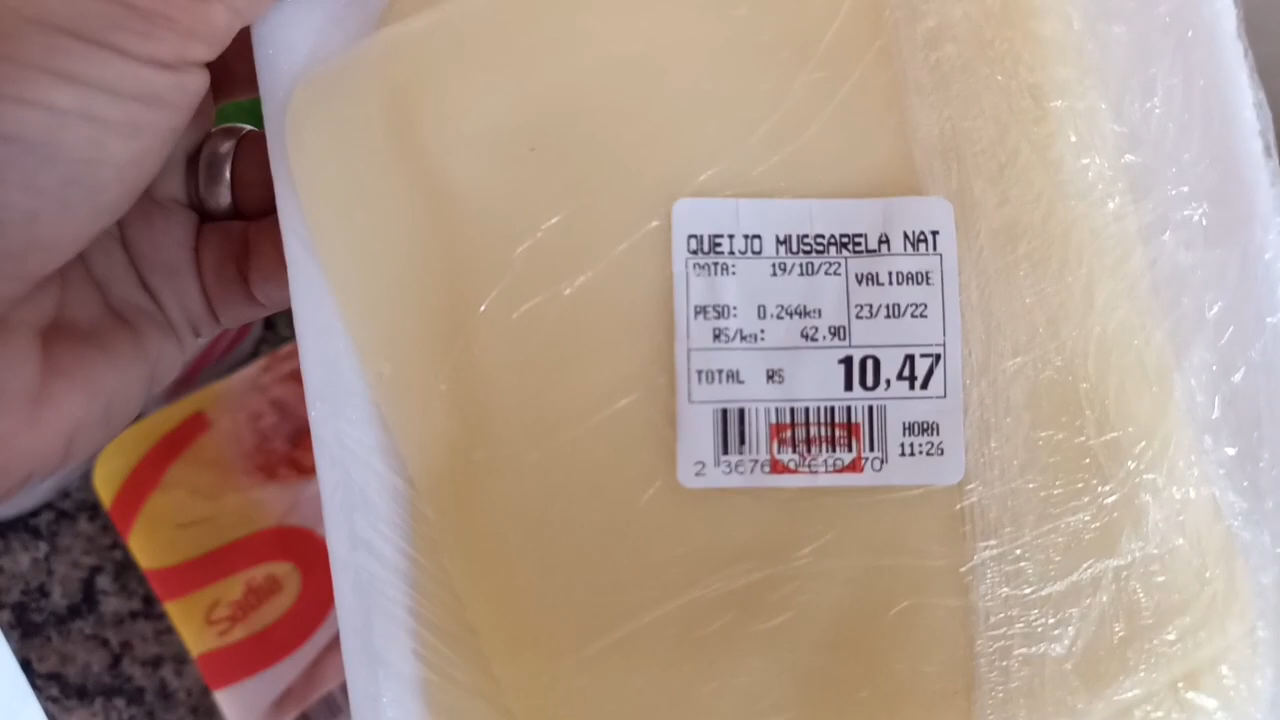 QUEIJO MUSSARELA NAT
DATA: 19/10/22
VALIDADE
PESO: 0.244kg
23/10/22
R$/kg: 42,90
TOTAL R$ 10,47
HORA
11:26
Sadia